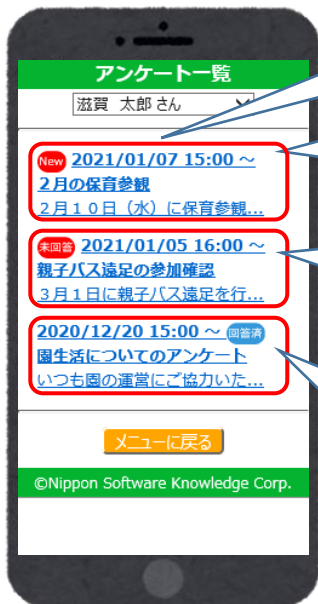 アンケート一覧
滋賀 太郎 さん
New 2021/01/07 15:00 ～
２月の保育参観
２月１０日（水）に保育参観...
未回答 2021/01/05 16:00 ～
親子バス遠足の参加確認
３月１日に親子バス遠足を行...
2020/12/20 15:00 ～ 回答済
園生活についてのアンケート
いつも園の運営にご協力いた...
メニューに戻る
©Nippon Software Knowledge Corp.